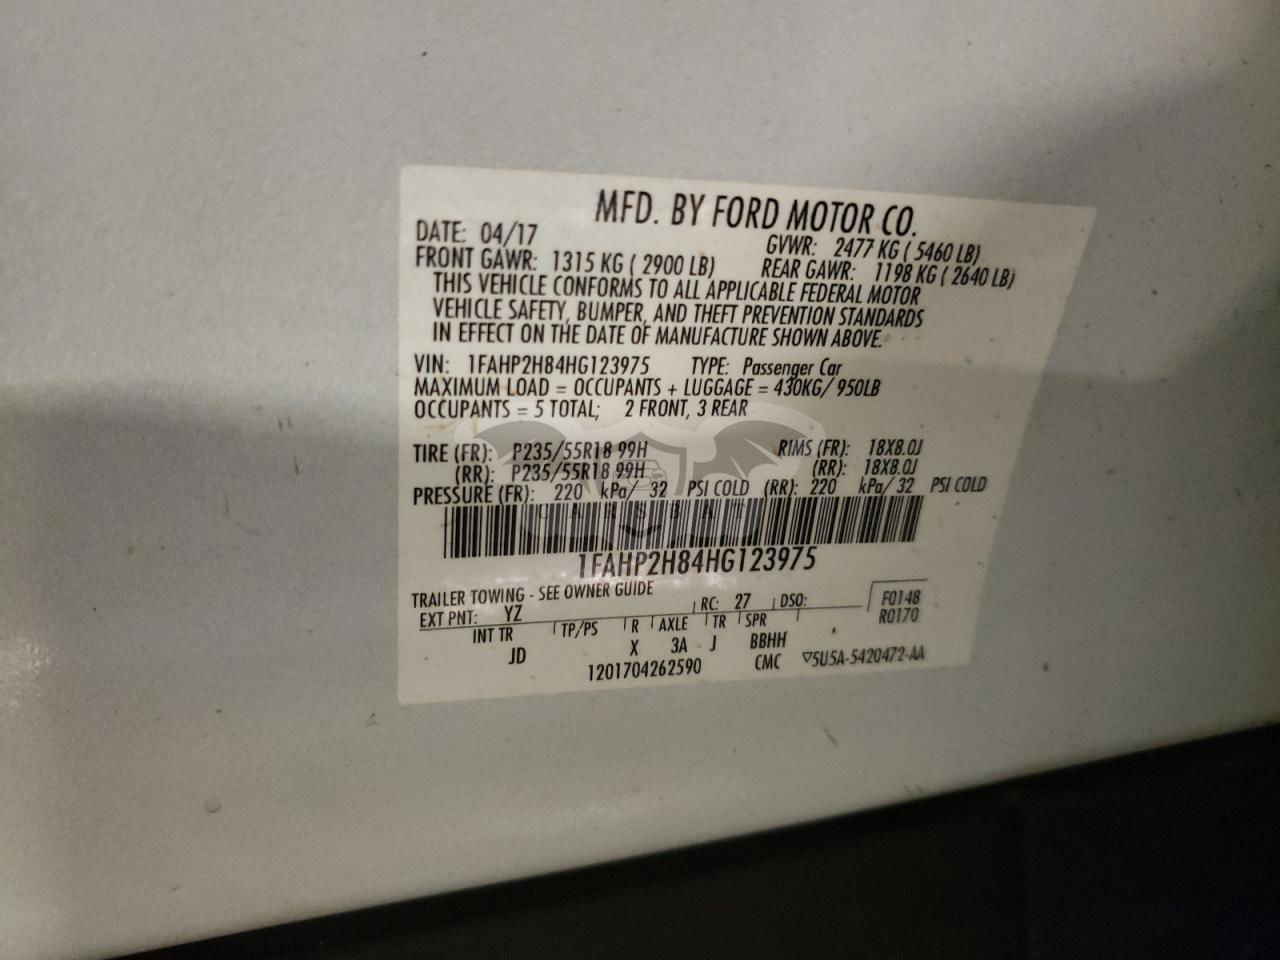 MFD. BY FORD MOTOR CO.
DATE: 04/17 GVWR: 2477 KG ( 5460 LB)
FRONT GAWR: 1315 KG ( 2900 LB) REAR GAWR: 1198 KG ( 2640 LB)
THIS VEHICLE CONFORMS TO ALL APPLICABLE FEDERAL MOTOR
VEHICLE SAFETY, BUMPER, AND THEFT PREVENTION STANDARDS
IN EFFECT ON THE DATE OF MANUFACTURE SHOWN ABOVE.
VIN: 1FAHP2H84HG123975 TYPE: Passenger Car
MAXIMUM LOAD = OCCUPANTS + LUGGAGE = 430KG/ 950LB
OCCUPANTS = 5 TOTAL; 2 FRONT, 3 REAR
TIRE (FR): P235/55R18 99H RIMS (FR): 18X8.0J
(RR): P235/55R18 99H (RR): 18X8.0J
PRESSURE (FR): 220 kPa/ 32 PSI COLD (RR): 220 kPa/ 32 PSI COLD
CARSBAT
1FAHP2H84HG123975
TRAILER TOWING - SEE OWNER GUIDE
EXT PNT: YZ RC: 27 DSO: F0148
R0170
INT TR TP/PS R AXLE TR SPR
JD X 3A J BBHH
1201704262590 CMC ▽5U5A-5420472-AA